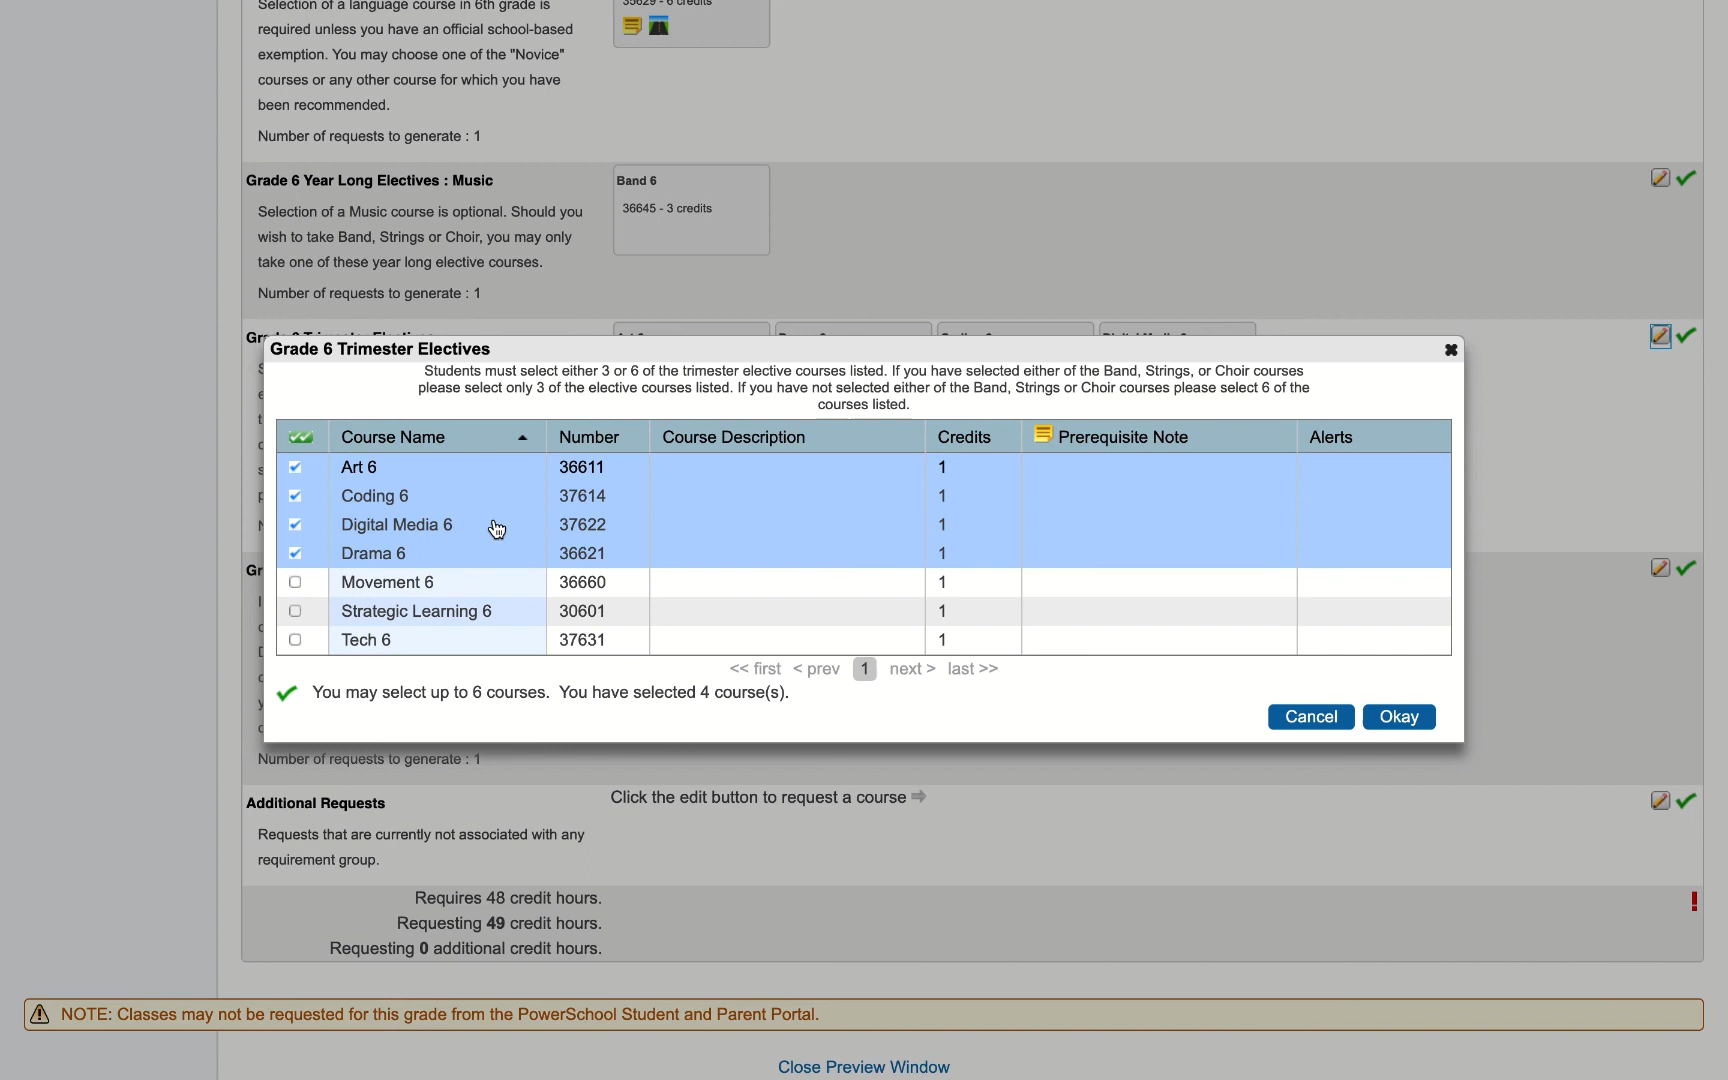 Selection of a language course in 6th grade is
required unless you have an official school-based
exemption. You may choose one of the "Novice"
courses or any other course for which you have
been recommended.
Number of requests to generate : 1
35629 - 6 credits
Grade 6 Year Long Electives : Music
Selection of a Music course is optional. Should you
wish to take Band, Strings or Choir, you may only
take one of these year long elective courses.
Number of requests to generate : 1
Band 6
36645 - 3 credits
Grade 6 Trimester Electives
Students must select either 3 or 6 of the trimester elective courses listed. If you have selected either of the Band, Strings, or Choir courses
please select only 3 of the elective courses listed. If you have not selected either of the Band, Strings or Choir courses please select 6 of the
courses listed.
Course Name Number Course Description Credits Prerequisite Note Alerts
Art 6 36611 1
Coding 6 37614 1
Digital Media 6 37622 1
Drama 6 36621 1
Movement 6 36660 1
Strategic Learning 6 30601 1
Tech 6 37631 1
<< first < prev 1 next > last >>
You may select up to 6 courses. You have selected 4 course(s).
Cancel Okay
Number of requests to generate : 1
Additional Requests
Click the edit button to request a course
Requests that are currently not associated with any
requirement group.
Requires 48 credit hours.
Requesting 49 credit hours.
Requesting 0 additional credit hours.
NOTE: Classes may not be requested for this grade from the PowerSchool Student and Parent Portal.
Close Preview Window